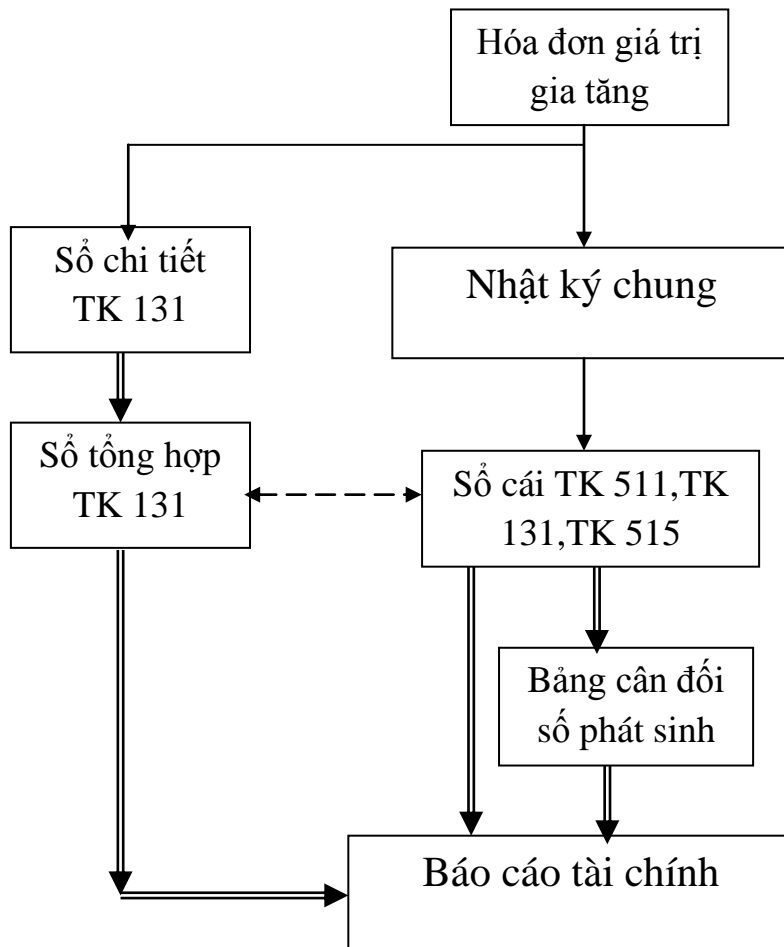 Hóa đơn giá trị
gia tăng
Sổ chi tiết
TK 131
Nhật ký chung
Sổ tổng hợp
TK 131
Sổ cái TK 511,TK
131,TK 515
Bảng cân đối
số phát sinh
Báo cáo tài chính